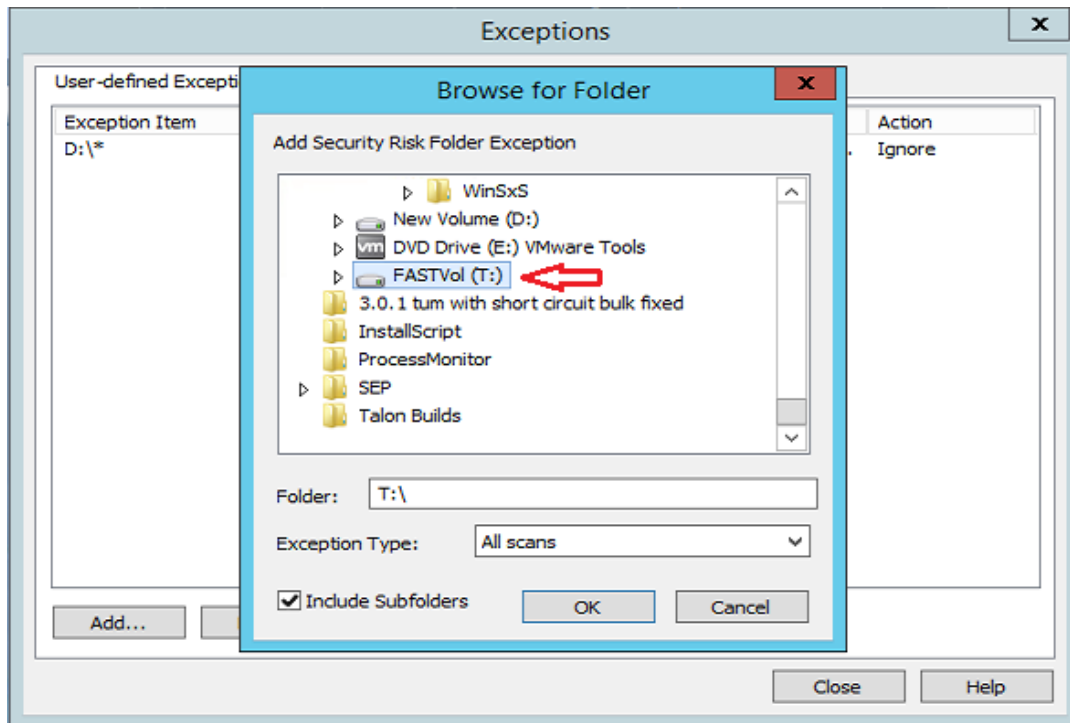 Exceptions
x
User-defined Excepti
Browse for Folder
x
Exception Item
Action
D:\*
. Ignore
Add Security Risk Folder Exception
WinSxS
New Volume (D:)
vm DVD Drive (E:) VMware Tools
FASTVol (T:)
3.0.1 tum with short circuit bulk fixed
InstallScript
ProcessMonitor
SEP
Talon Builds
Folder: T:\
Exception Type: All scans
Include Subfolders
OK
Cancel
Add...
Close
Help